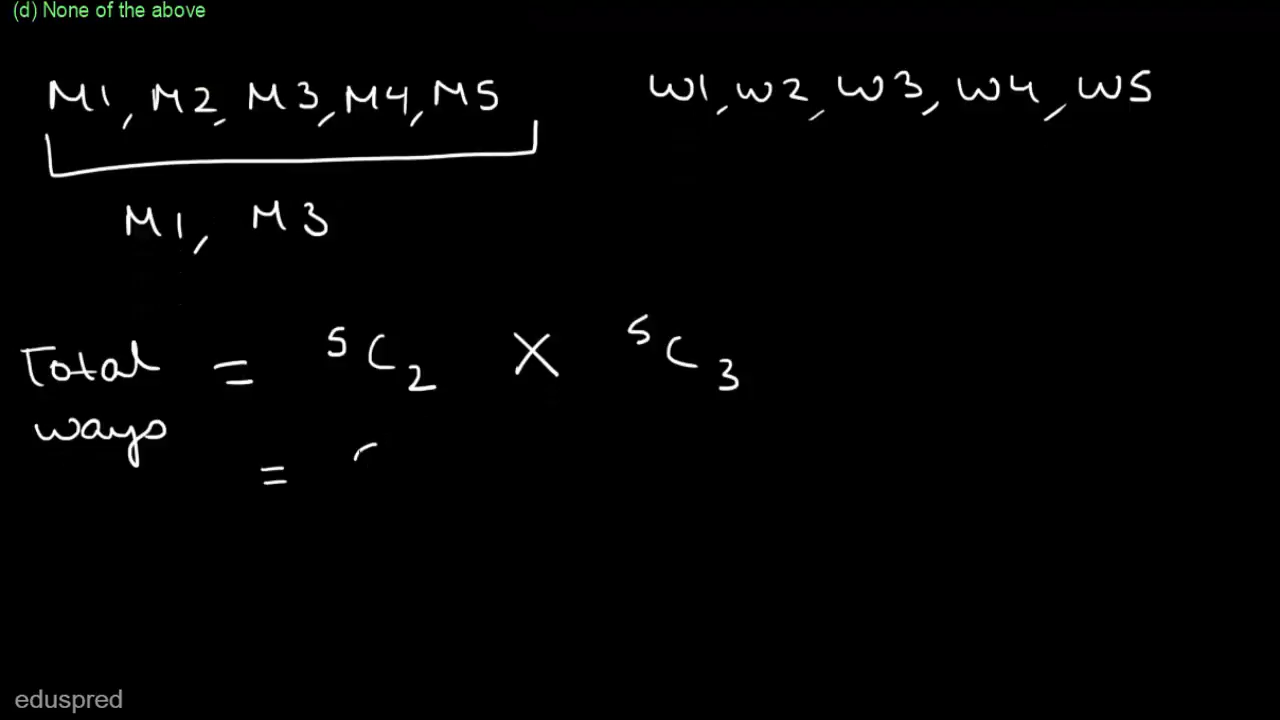 (d) None of the above
M1, M2, M3, M4, M5
W1, W2, W3, W4, W5
M1, M3
Total ways = ⁵C₂ × ⁵C₃
=
eduspred